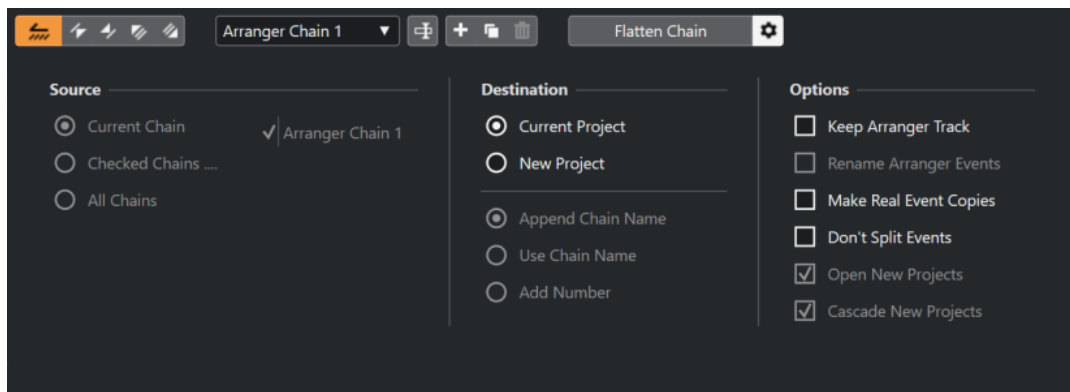 Arranger Chain 1
Flatten Chain
Source
Current Chain
Arranger Chain 1
Checked Chains ....
All Chains
Destination
Current Project
New Project
Append Chain Name
Use Chain Name
Add Number
Options
Keep Arranger Track
Rename Arranger Events
Make Real Event Copies
Don't Split Events
Open New Projects
Cascade New Projects